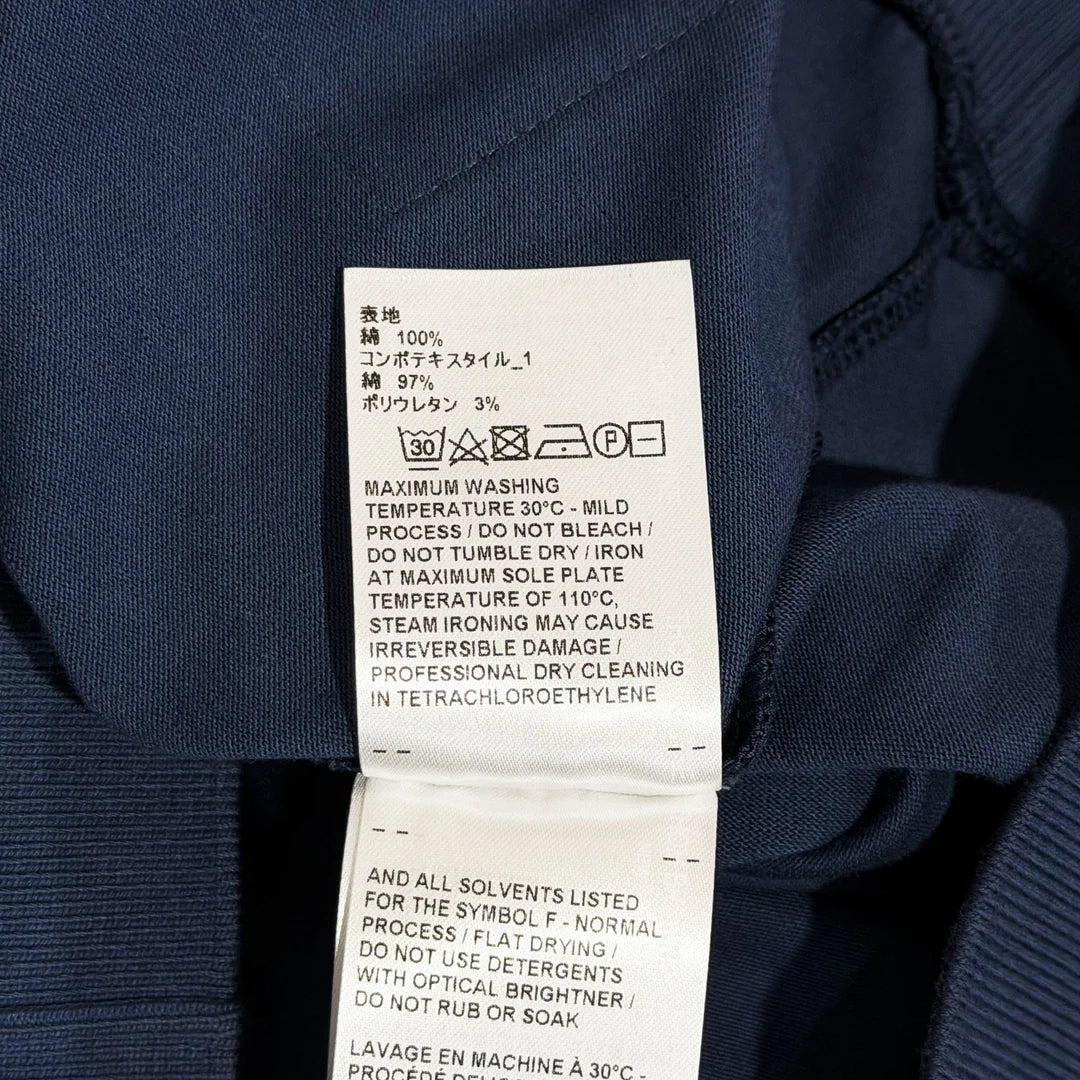 表地
綿 100%
コンポテキスタイル_1
綿 97%
ポリウレタン 3%
30 P
MAXIMUM WASHING
TEMPERATURE 30°C - MILD
PROCESS / DO NOT BLEACH /
DO NOT TUMBLE DRY / IRON
AT MAXIMUM SOLE PLATE
TEMPERATURE OF 110°C,
STEAM IRONING MAY CAUSE
IRREVERSIBLE DAMAGE /
PROFESSIONAL DRY CLEANING
IN TETRACHLOROETHYLENE
-- --
-- --
AND ALL SOLVENTS LISTED
FOR THE SYMBOL F - NORMAL
PROCESS / FLAT DRYING /
DO NOT USE DETERGENTS
WITH OPTICAL BRIGHTNER /
DO NOT RUB OR SOAK
LAVAGE EN MACHINE À 30°C -
PROCÉDÉ